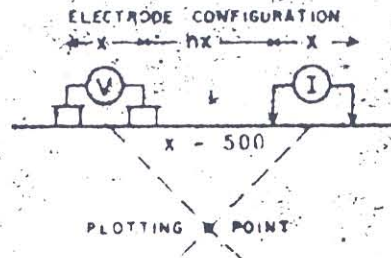 ELECTRODE CONFIGURATION
x nx x
V I
x - 500
PLOTTING x POINT